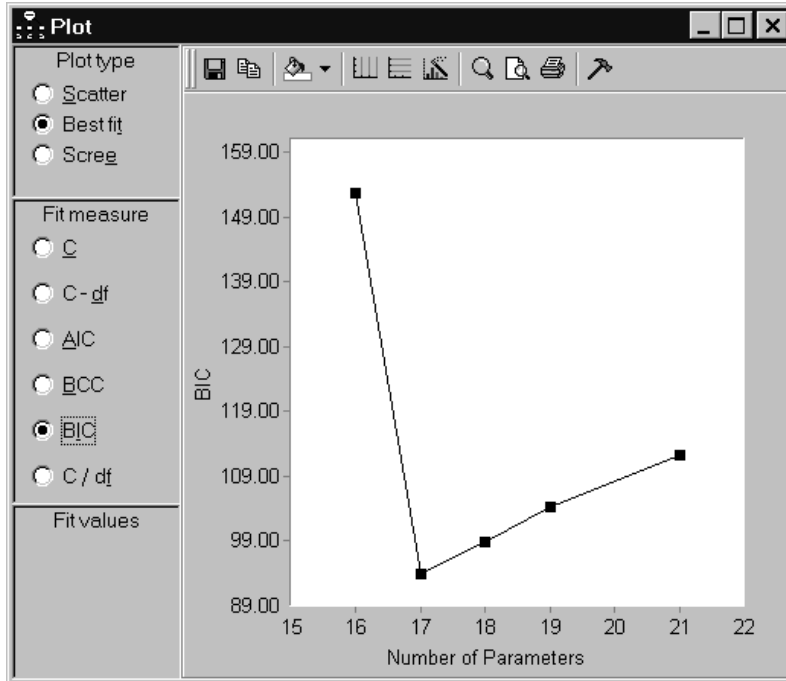 Plot
Plot type
Scatter
Best fit
Scree
Fit measure
C
C - df
AIC
BCC
BIC
C / df
Fit values
159.00
149.00
139.00
129.00
119.00
109.00
99.00
89.00
BIC
15 16 17 18 19 20 21 22
Number of Parameters